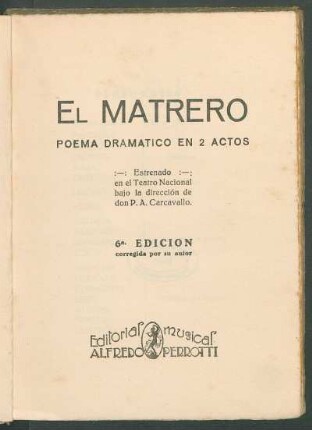 EL MATRERO
POEMA DRAMATICO EN 2 ACTOS
:—: Estrenado :—:
en el Teatro Nacional
bajo la dirección de
don P. A. Carcavallo.
6ª. EDICION
corregida por su autor
Editorial Musical
ALFREDO PERROTTI